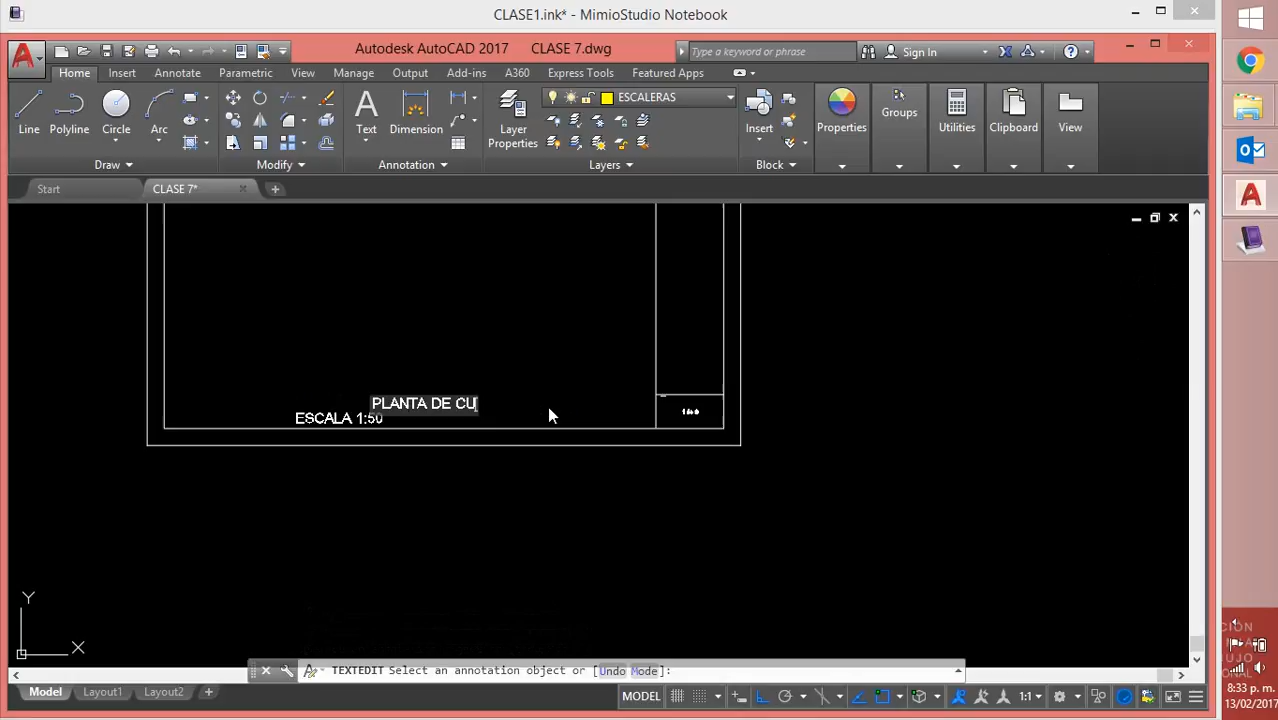 CLASE1.ink* - MimioStudio Notebook
Autodesk AutoCAD 2017 CLASE 7.dwg
Type a keyword or phrase
Sign In
Home Insert Annotate Parametric View Manage Output Add-ins A360 Express Tools Featured Apps
ESCALERAS
Line Polyline Circle Arc Text Dimension Layer Properties Insert Properties Groups Utilities Clipboard View
Draw Modify Annotation Layers Block
Start CLASE 7*
PLANTA DE CU
ESCALA 1:50
Y
X
TEXTEDIT Select an annotation object or [Undo Mode]:
Model Layout1 Layout2
MODEL
1:1
CIÓN
8:33 p. m.
13/02/2017